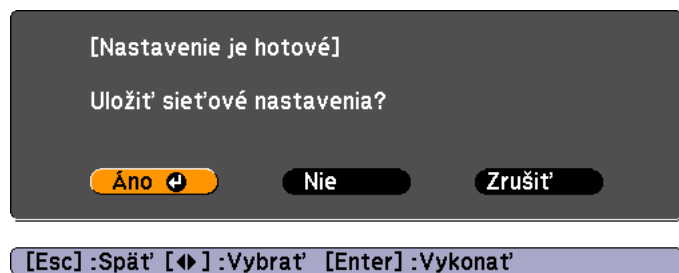 [Nastavenie je hotové]
Uložiť sieťové nastavenia?
Áno Nie Zrušiť
[Esc] :Späť [◆] :Vybrať [Enter] :Vykonať